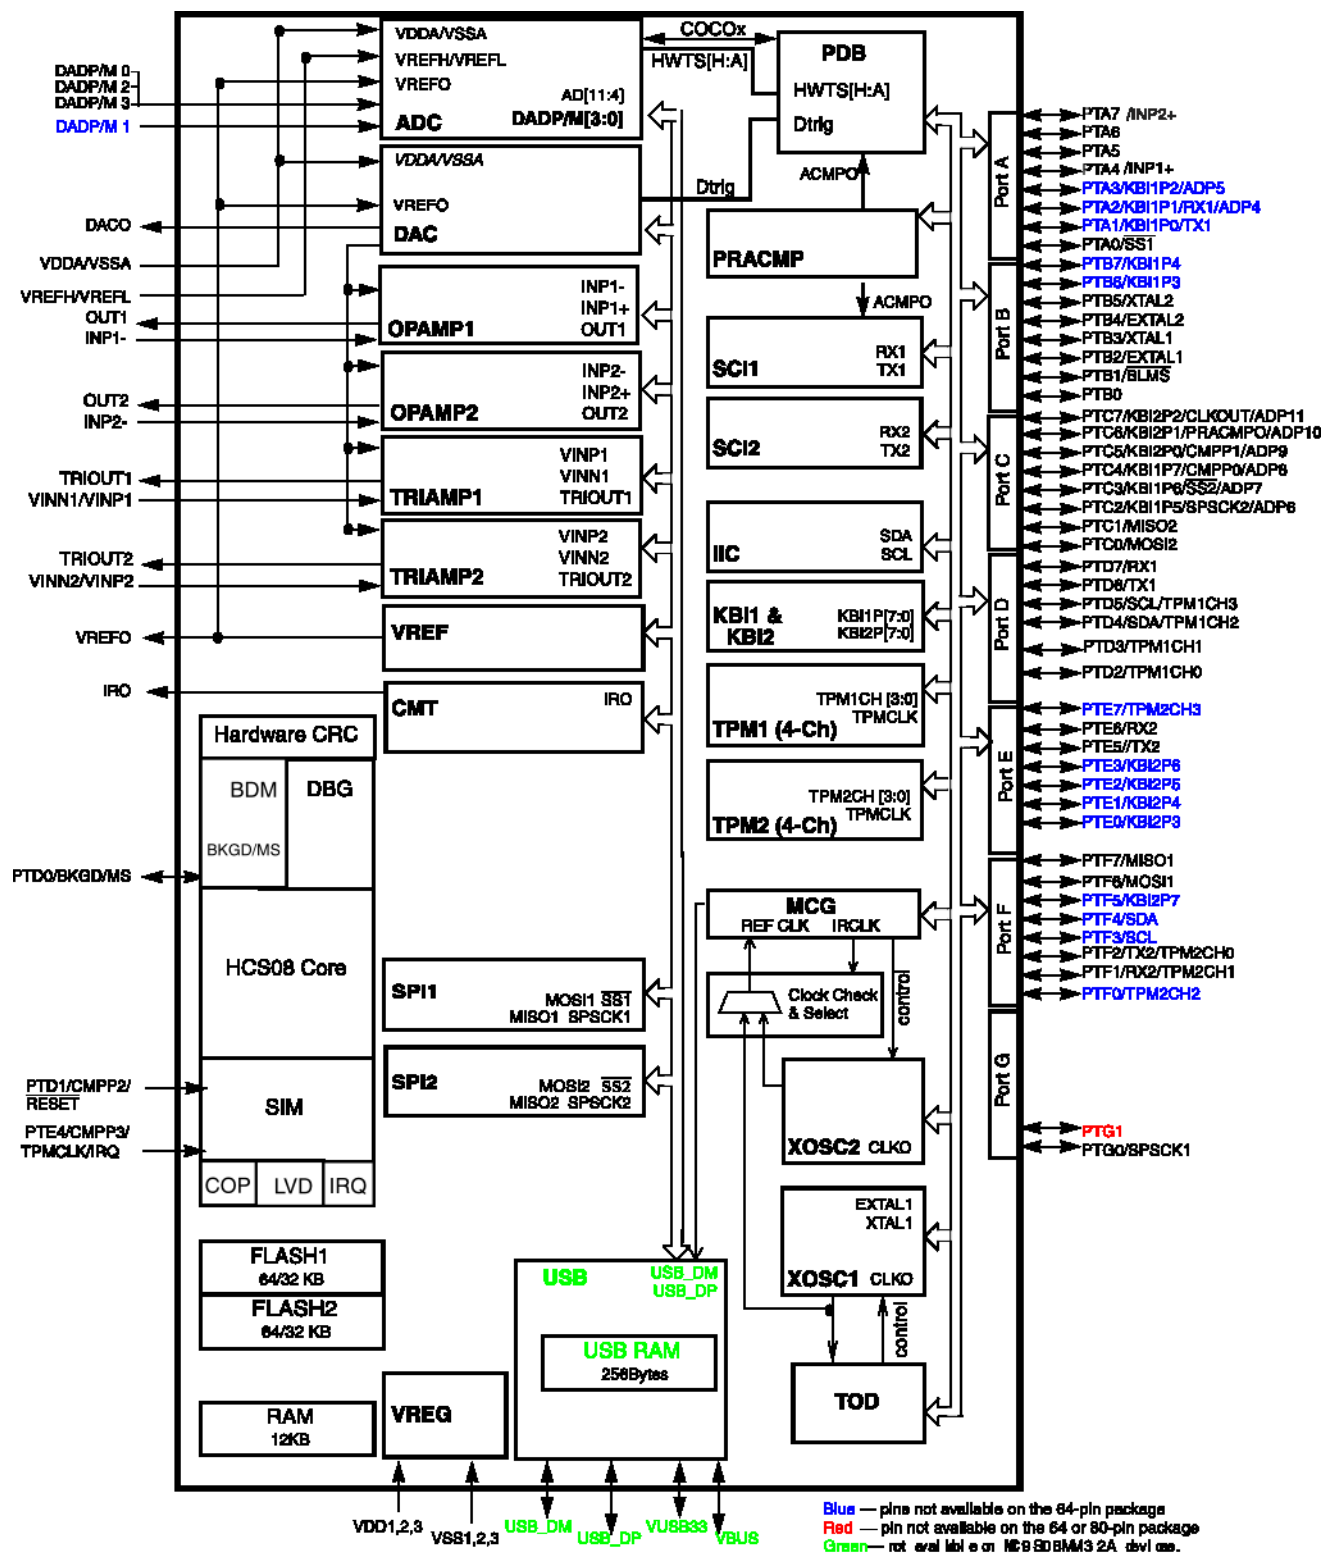 VDDA/VSSA
VREFH/VREFL
VREFO
AD[11:4]
DADP/M[3:0]
ADC
COCOx
HWTS[H:A]
PDB
HWTS[H:A]
Dtrig
DADP/M 0
DADP/M 2
DADP/M 3
DADP/M 1
VDDA/VSSA
VREFO
DAC
Dtrig
ACMPO
DACO
VDDA/VSSA
VREFH/VREFL
OUT1
INP1-
PRACMP
ACMPO
INP1-
INP1+
OUT1
OPAMP1
SCI1
RX1
TX1
OUT2
INP2-
INP2-
INP2+
OUT2
OPAMP2
SCI2
RX2
TX2
TRIOUT1
VINN1/VINP1
VINP1
VINN1
TRIOUT1
TRIAMP1
IIC
SDA
SCL
TRIOUT2
VINN2/VINP2
VINP2
VINN2
TRIOUT2
TRIAMP2
KBI1 &
KBI2
KBI1P[7:0]
KBI2P[7:0]
VREFO
VREF
IRO
CMT
IRO
TPM1CH [3:0]
TPMCLK
TPM1 (4-Ch)
TPM2CH [3:0]
TPMCLK
TPM2 (4-Ch)
Hardware CRC
BDM
DBG
BKGD/MS
PTD0/BKGD/MS
HCS08 Core
MCG
REF CLK
IRCLK
Clock Check
& Select
control
SPI1
MOSI1 SS1
MISO1 SPSCK1
SPI2
MOSI2 SS2
MISO2 SPSCK2
PTD1/CMPP2/
RESET
PTE4/CMPP3/
TPMCLK/IRQ
SIM
COP
LVD
IRQ
XOSC2 CLKO
EXTAL1
XTAL1
XOSC1 CLKO
control
TOD
FLASH1
64/32 KB
FLASH2
64/32 KB
RAM
12KB
VREG
USB
USB_DM
USB_DP
USB RAM
256Bytes
VDD1,2,3
VSS1,2,3
USB_DM
USB_DP
VUSB33
VBUS
Port A
PTA7 /INP2+
PTA6
PTA5
PTA4 /INP1+
PTA3/KBI1P2/ADP5
PTA2/KBI1P1/RX1/ADP4
PTA1/KBI1P0/TX1
PTA0/SS1
Port B
PTB7/KBI1P4
PTB6/KBI1P3
PTB5/XTAL2
PTB4/EXTAL2
PTB3/XTAL1
PTB2/EXTAL1
PTB1/BLMS
PTB0
Port C
PTC7/KBI2P2/CLKOUT/ADP11
PTC6/KBI2P1/PRACMPO/ADP10
PTC5/KBI2P0/CMPP1/ADP9
PTC4/KBI1P7/CMPP0/ADP8
PTC3/KBI1P6/SS2/ADP7
PTC2/KBI1P5/SPSCK2/ADP6
PTC1/MISO2
PTC0/MOSI2
Port D
PTD7/RX1
PTD6/TX1
PTD5/SCL/TPM1CH3
PTD4/SDA/TPM1CH2
PTD3/TPM1CH1
PTD2/TPM1CH0
Port E
PTE7/TPM2CH3
PTE6/RX2
PTE5//TX2
PTE3/KBI2P6
PTE2/KBI2P5
PTE1/KBI2P4
PTE0/KBI2P3
Port F
PTF7/MISO1
PTF6/MOSI1
PTF5/KBI2P7
PTF4/SDA
PTF3/SCL
PTF2/TX2/TPM2CH0
PTF1/RX2/TPM2CH1
PTF0/TPM2CH2
Port G
PTG1
PTG0/SPSCK1
Blue — pins not available on the 64-pin package
Red — pin not available on the 64 or 80-pin package
Green — not available on MC9S08MM32A devices.